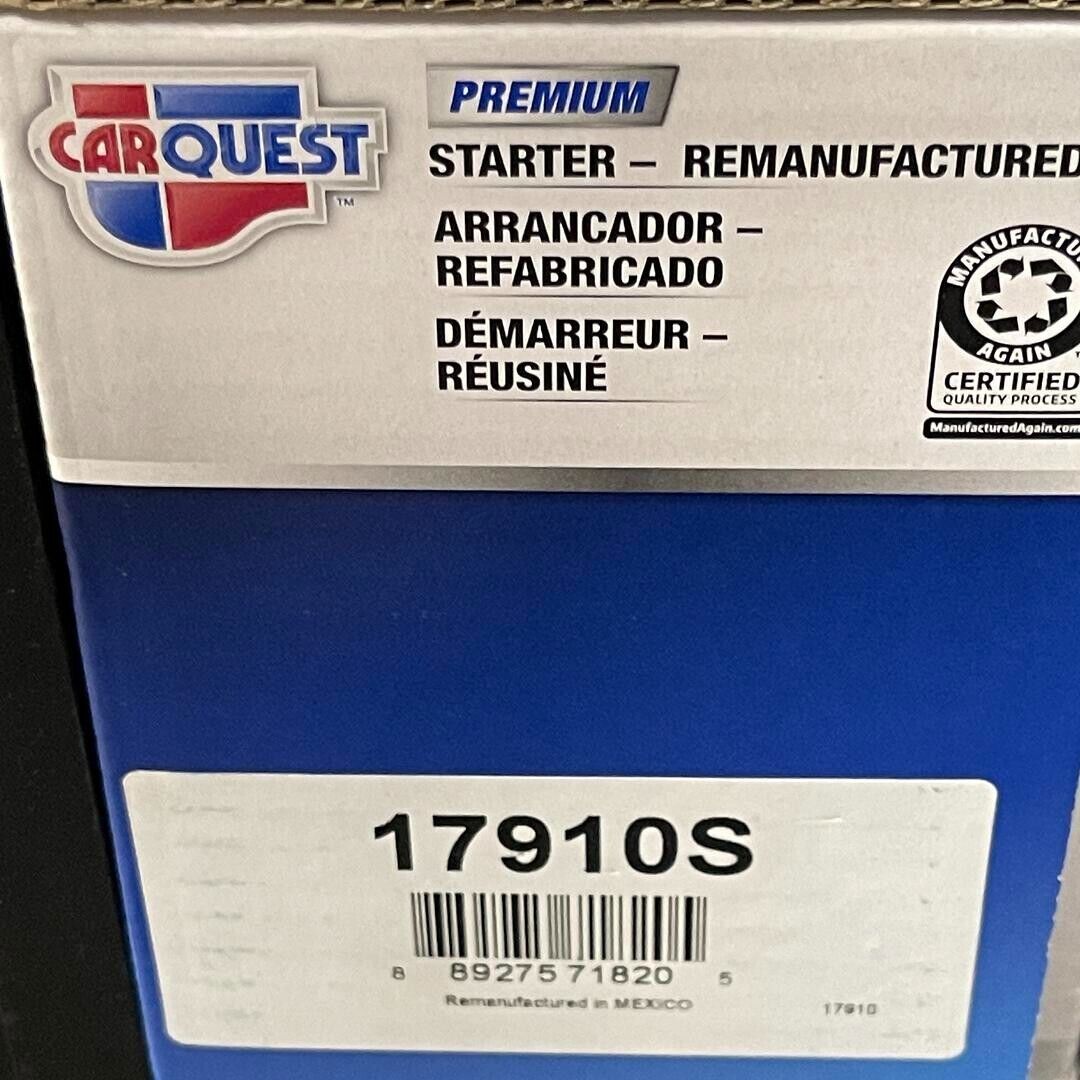 CARQUEST
TM
PREMIUM
STARTER – REMANUFACTURED
ARRANCADOR –
REFABRICADO
DÉMARREUR –
RÉUSINÉ
AGAIN
CERTIFIED
QUALITY PROCESS
ManufacturedAgain.com
17910S
8 89275 71820 5
Remanufactured in MEXICO
17910